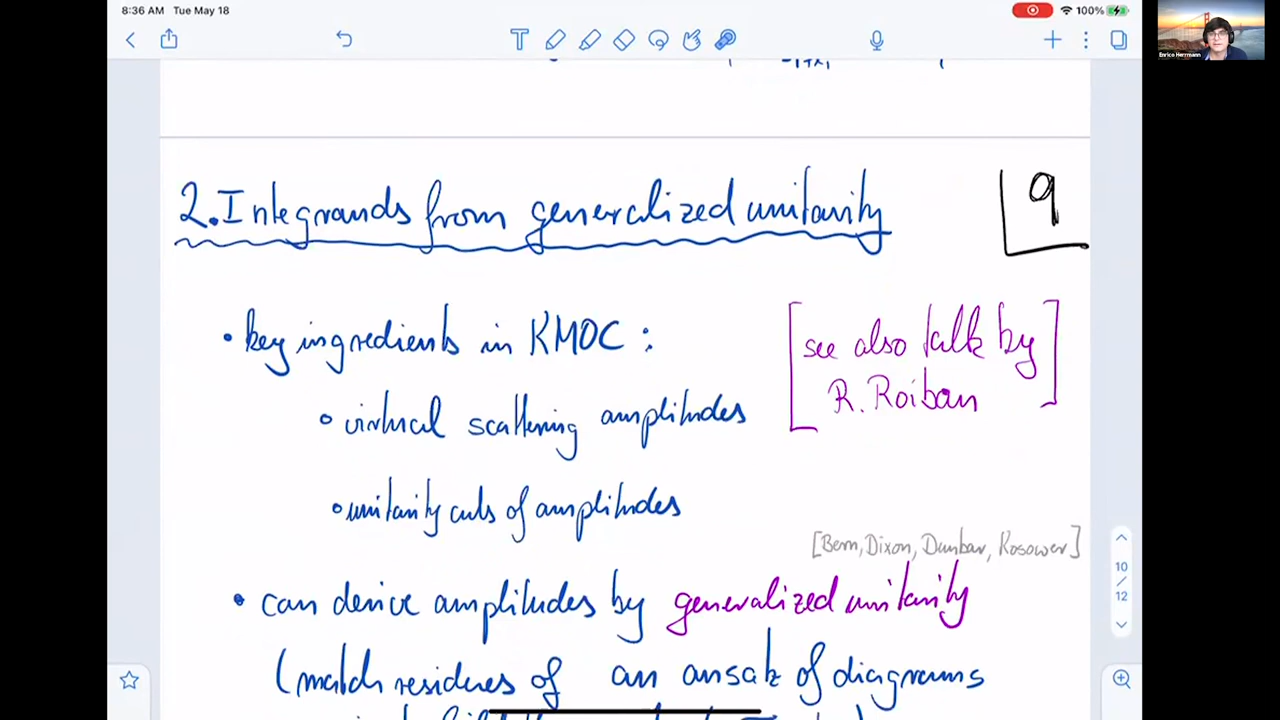 8:36 AM Tue May 18
100%
Enrico Herrmann
2. Integrands from generalized unitarity
9
• key ingredients in KMOC :
[see also talk by
R. Roiban]
• virtual scattering amplitudes
• unitarity cuts of amplitudes
[Bern, Dixon, Dunbar, Kosower]
• can derive amplitudes by generalized unitarity
(match residues of an ansatz of diagrams
10
/
12